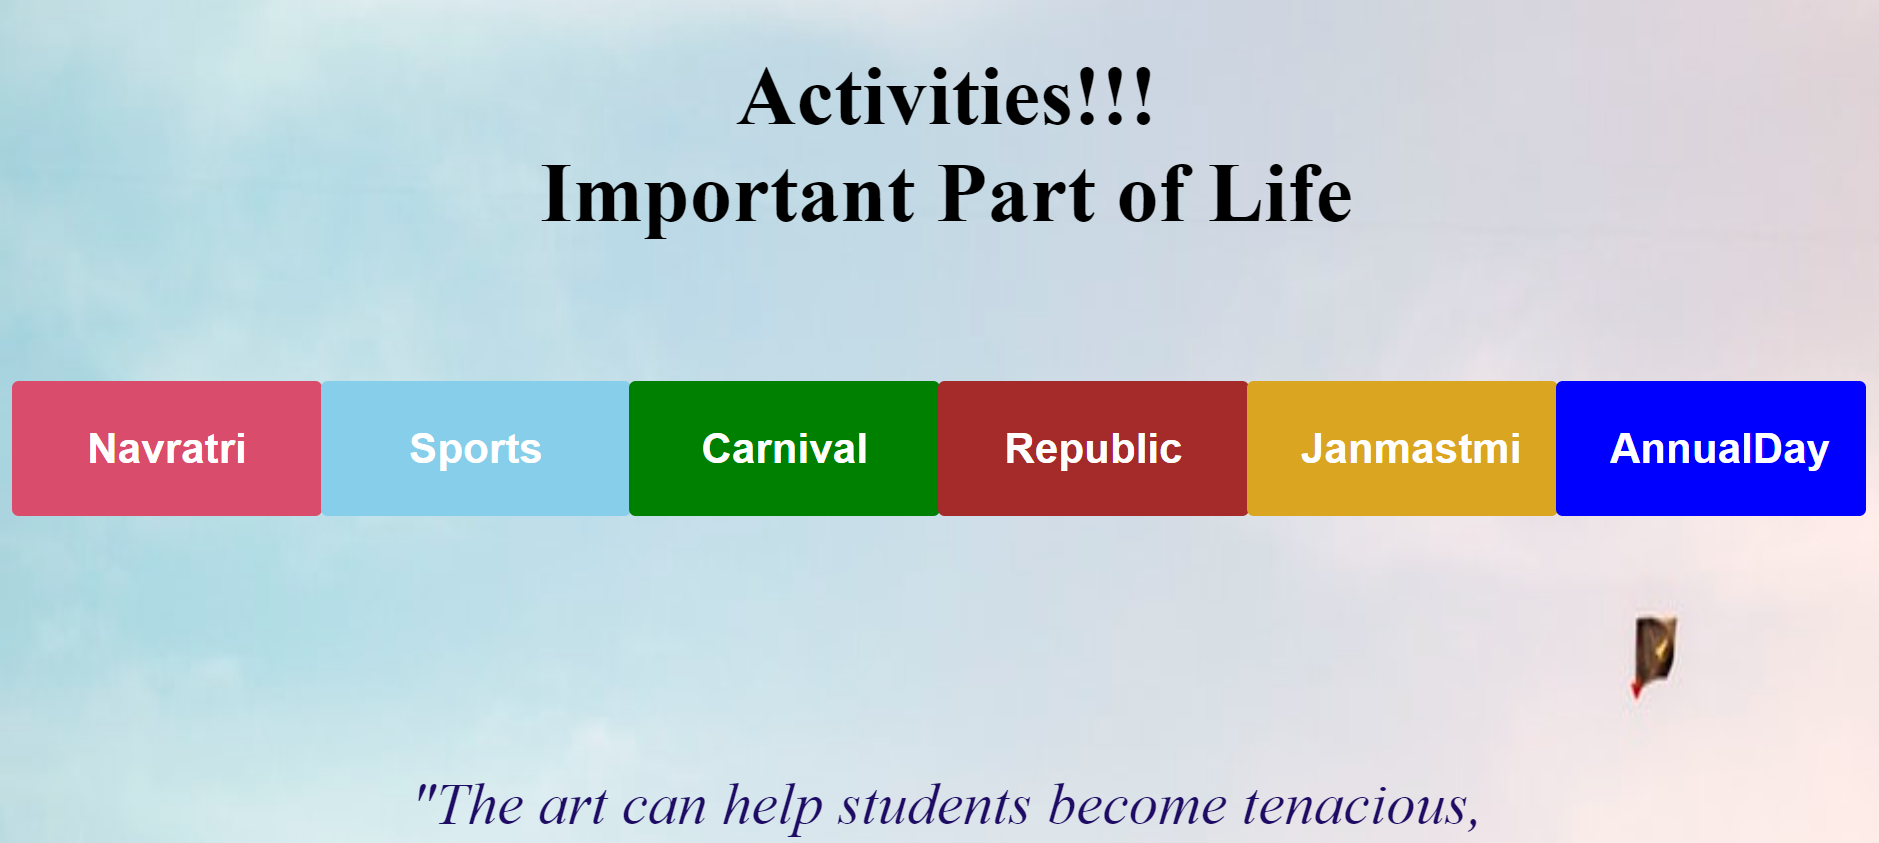 Activities!!!
Important Part of Life
Navratri Sports Carnival Republic Janmastmi AnnualDay
"The art can help students become tenacious,